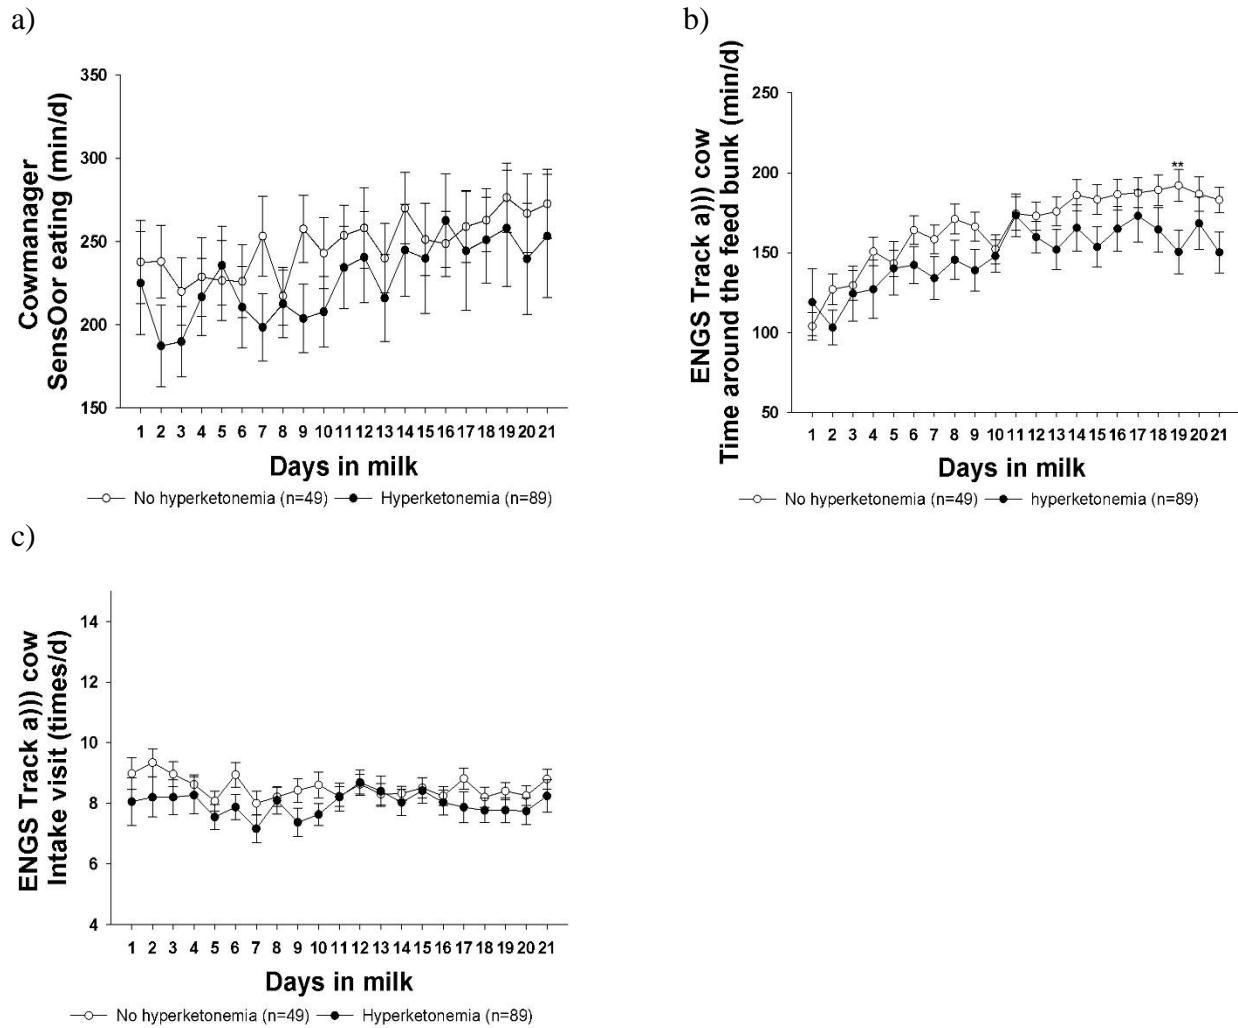 a)
350
300
250
200
150
Cowmanager
SensOor eating (min/d)
1 2 3 4 5 6 7 8 9 10 11 12 13 14 15 16 17 18 19 20 21
Days in milk
No hyperketonemia (n=49) Hyperketonemia (n=89)
b)
250
200
150
100
50
ENGS Track a))) cow
Time around the feed bunk (min/d)
**
1 2 3 4 5 6 7 8 9 10 11 12 13 14 15 16 17 18 19 20 21
Days in milk
No hyperketonemia (n=49) hyperketonemia (n=89)
c)
14
12
10
8
6
4
ENGS Track a))) cow
Intake visit (times/d)
1 2 3 4 5 6 7 8 9 10 11 12 13 14 15 16 17 18 19 20 21
Days in milk
No hyperketonemia (n=49) Hyperketonemia (n=89)